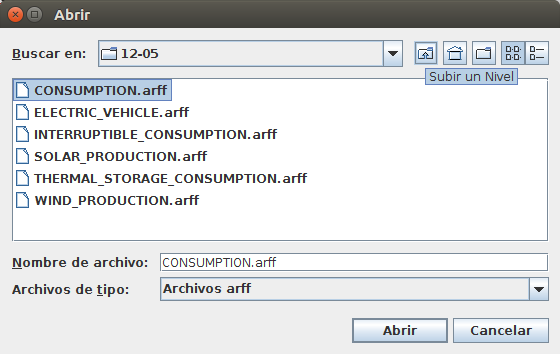 Abrir
Buscar en: 12-05
Subir un Nivel
CONSUMPTION.arff
ELECTRIC_VEHICLE.arff
INTERRUPTIBLE_CONSUMPTION.arff
SOLAR_PRODUCTION.arff
THERMAL_STORAGE_CONSUMPTION.arff
WIND_PRODUCTION.arff
Nombre de archivo: CONSUMPTION.arff
Archivos de tipo: Archivos arff
Abrir Cancelar